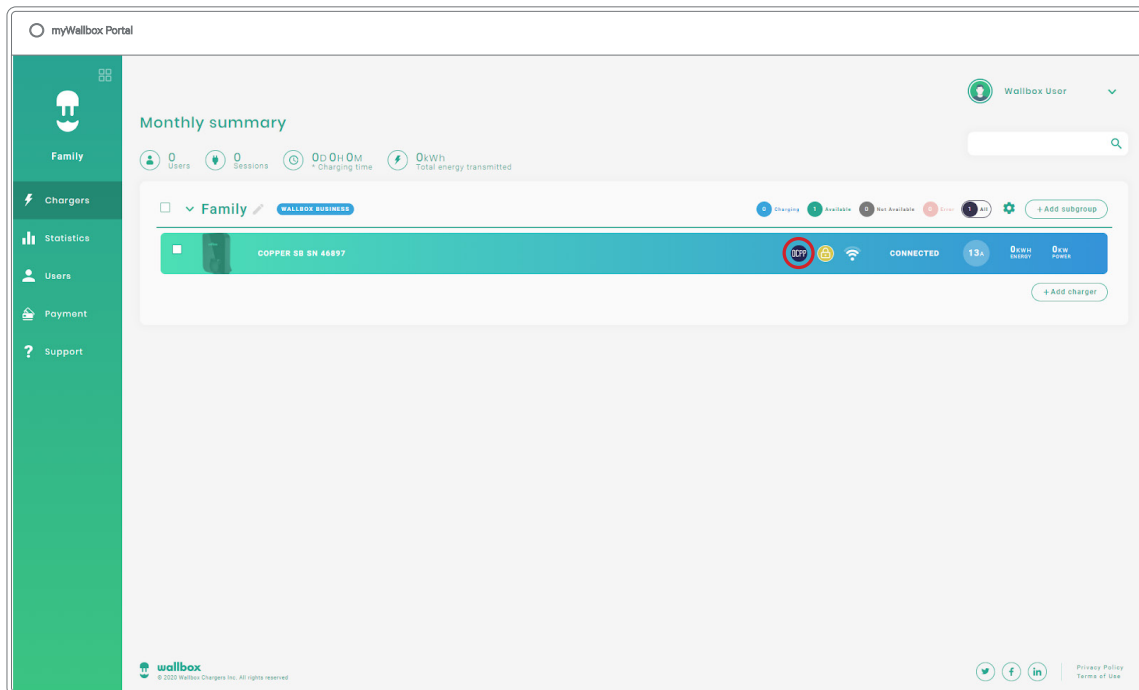 myWallbox Portal
Wallbox User
Monthly summary
Family
0 Users
0 Sessions
0D 0H 0M
* Charging time
0kWh
Total energy transmitted
Chargers
Family WALLBOX BUSINESS
0 Charging 1 Available 0 Not Available 0 Error 1 All +Add subgroup
Statistics
COPPER SB SN 46897 OCPP CONNECTED 13A 0KWH ENERGY 0KW POWER
Users
+Add charger
Payment
? Support
wallbox
© 2020 Wallbox Chargers Inc. All rights reserved
Privacy Policy
Terms of Use